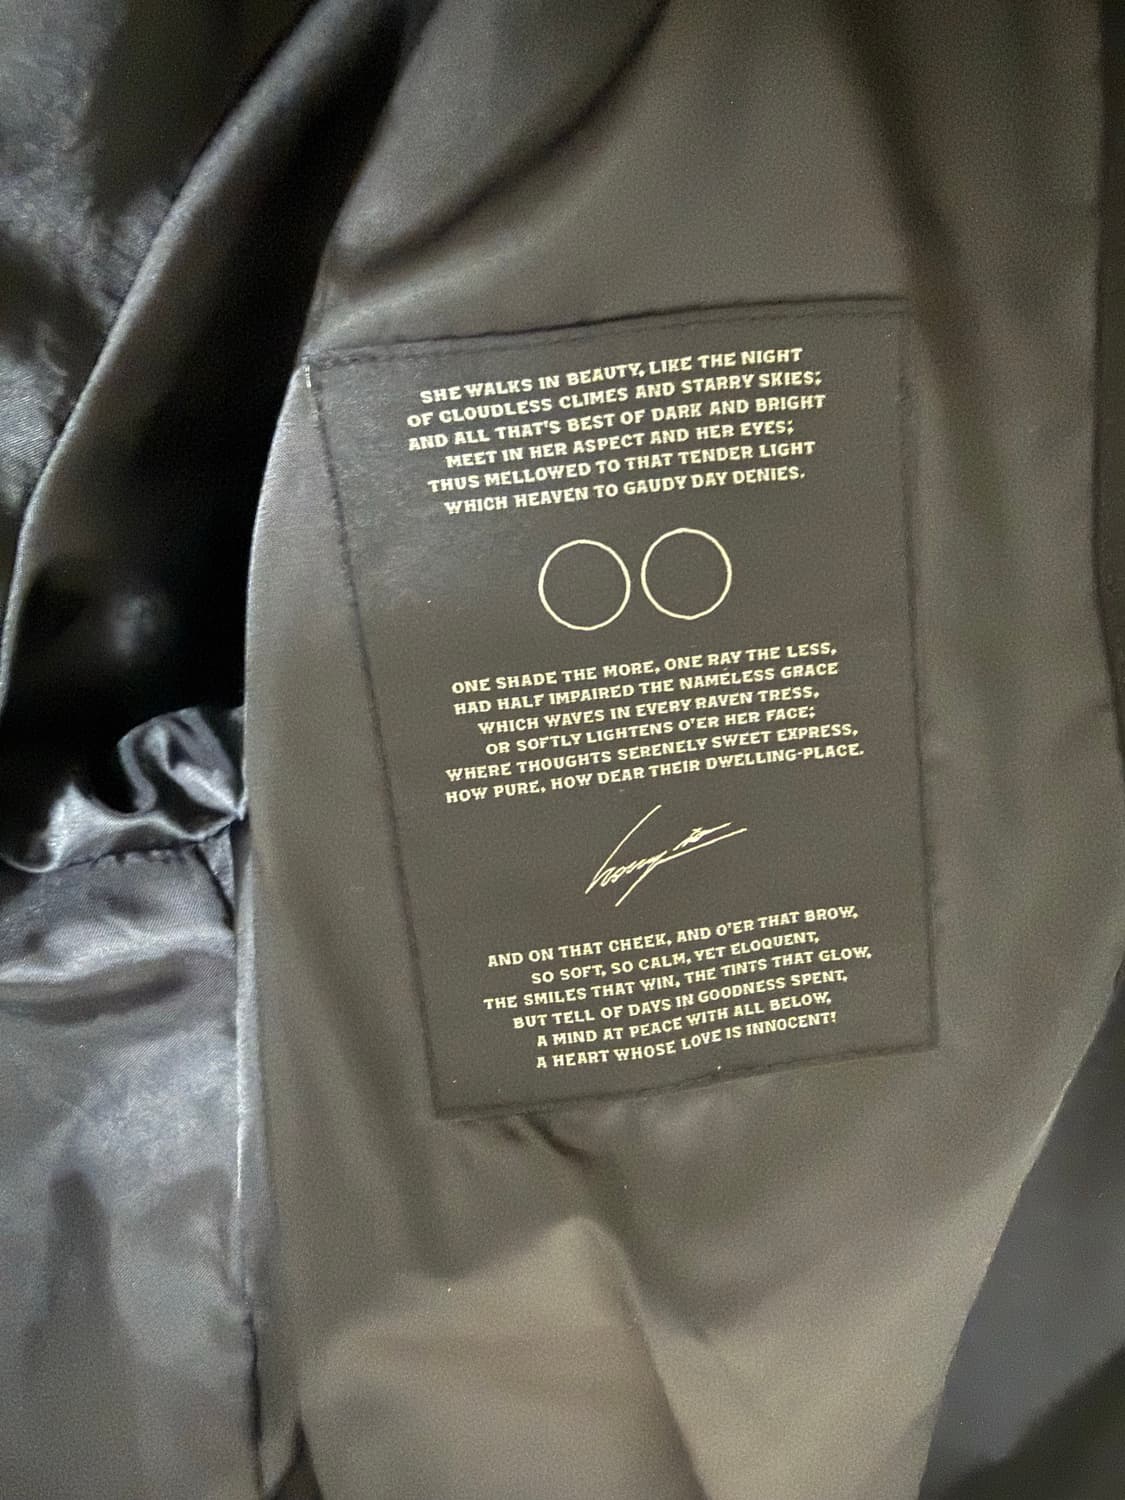 SHE WALKS IN BEAUTY, LIKE THE NIGHT
OF CLOUDLESS CLIMES AND STARRY SKIES;
AND ALL THAT'S BEST OF DARK AND BRIGHT
MEET IN HER ASPECT AND HER EYES;
THUS MELLOWED TO THAT TENDER LIGHT
WHICH HEAVEN TO GAUDY DAY DENIES.
ONE SHADE THE MORE, ONE RAY THE LESS,
HAD HALF IMPAIRED THE NAMELESS GRACE
WHICH WAVES IN EVERY RAVEN TRESS,
OR SOFTLY LIGHTENS O'ER HER FACE;
WHERE THOUGHTS SERENELY SWEET EXPRESS,
HOW PURE, HOW DEAR THEIR DWELLING-PLACE.
AND ON THAT CHEEK, AND O'ER THAT BROW,
SO SOFT, SO CALM, YET ELOQUENT,
THE SMILES THAT WIN, THE TINTS THAT GLOW,
BUT TELL OF DAYS IN GOODNESS SPENT,
A MIND AT PEACE WITH ALL BELOW,
A HEART WHOSE LOVE IS INNOCENT!